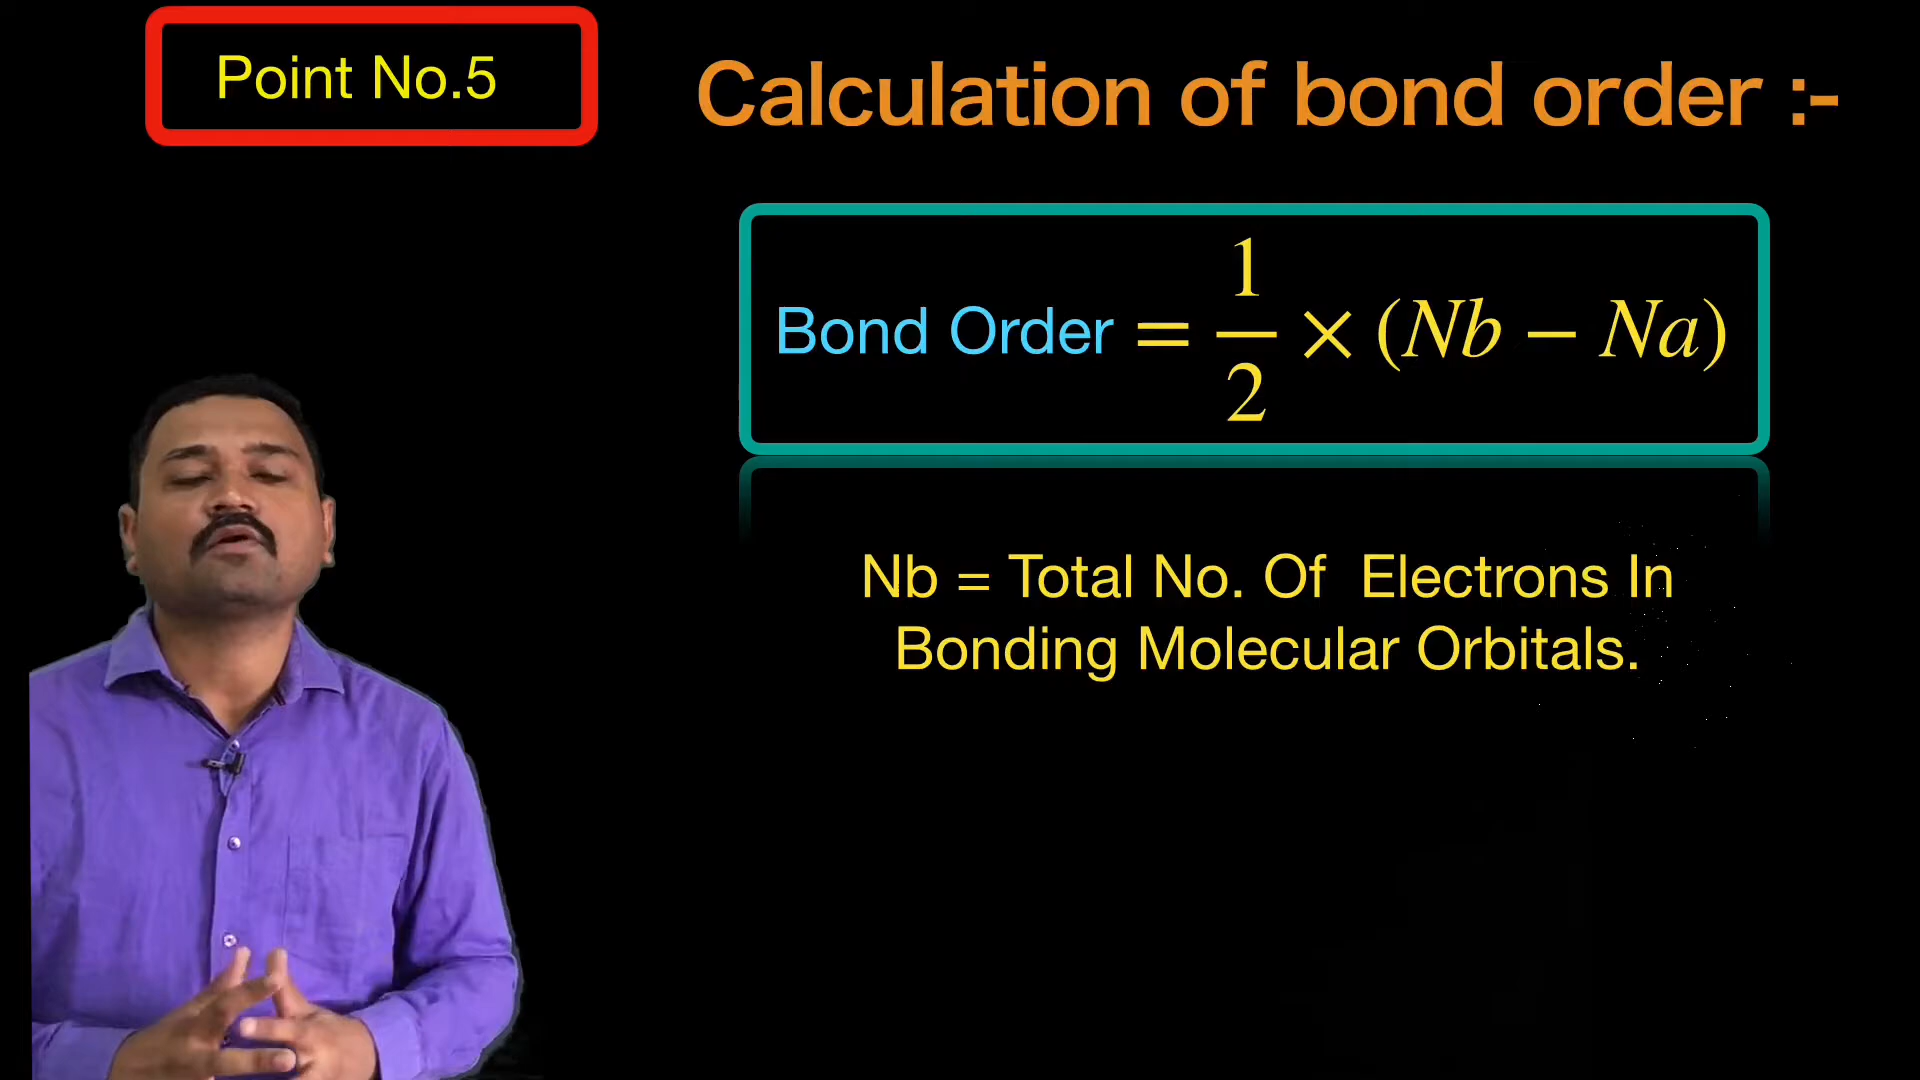 Point No.5
Calculation of bond order :-
Bond Order = 1/2 × (Nb − Na)
Nb = Total No. Of  Electrons In
Bonding Molecular Orbitals.